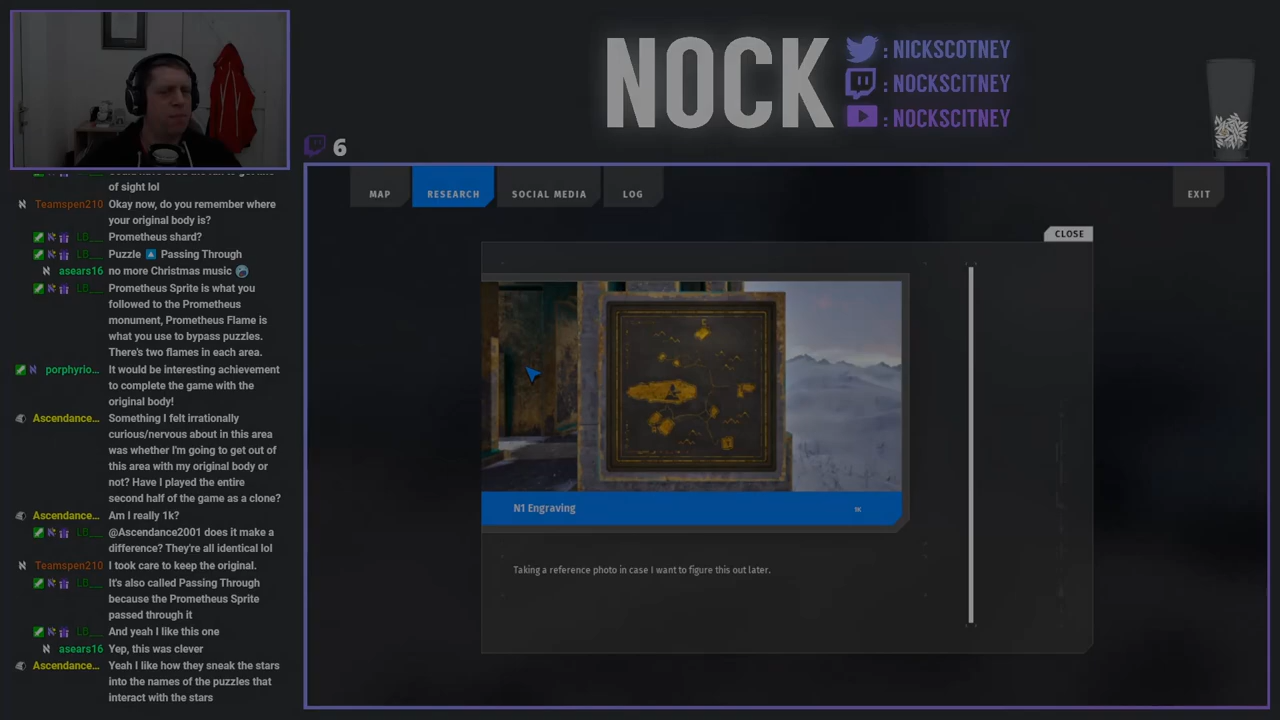 NOCK
: NICKSCOTNEY
: NOCKSCITNEY
: NOCKSCITNEY
6
of sight lol
Teamspen210 Okay now, do you remember where
your original body is?
LB__ Prometheus shard?
LB__ Puzzle Passing Through
asears16 no more Christmas music
LB__ Prometheus Sprite is what you
followed to the Prometheus
monument, Prometheus Flame is
what you use to bypass puzzles.
There's two flames in each area.
porphyrio... It would be interesting achievement
to complete the game with the
original body!
Ascendance... Something I felt irrationally
curious/nervous about in this area
was whether I'm going to get out of
this area with my original body or
not? Have I played the entire
second half of the game as a clone?
Ascendance... Am I really 1k?
LB__ @Ascendance2001 does it make a
difference? They're all identical lol
Teamspen210 I took care to keep the original.
LB__ It's also called Passing Through
because the Prometheus Sprite
passed through it
LB__ And yeah I like this one
asears16 Yep, this was clever
Ascendance... Yeah I like how they sneak the stars
into the names of the puzzles that
interact with the stars
MAP
RESEARCH
SOCIAL MEDIA
LOG
EXIT
CLOSE
N1 Engraving
1K
Taking a reference photo in case I want to figure this out later.